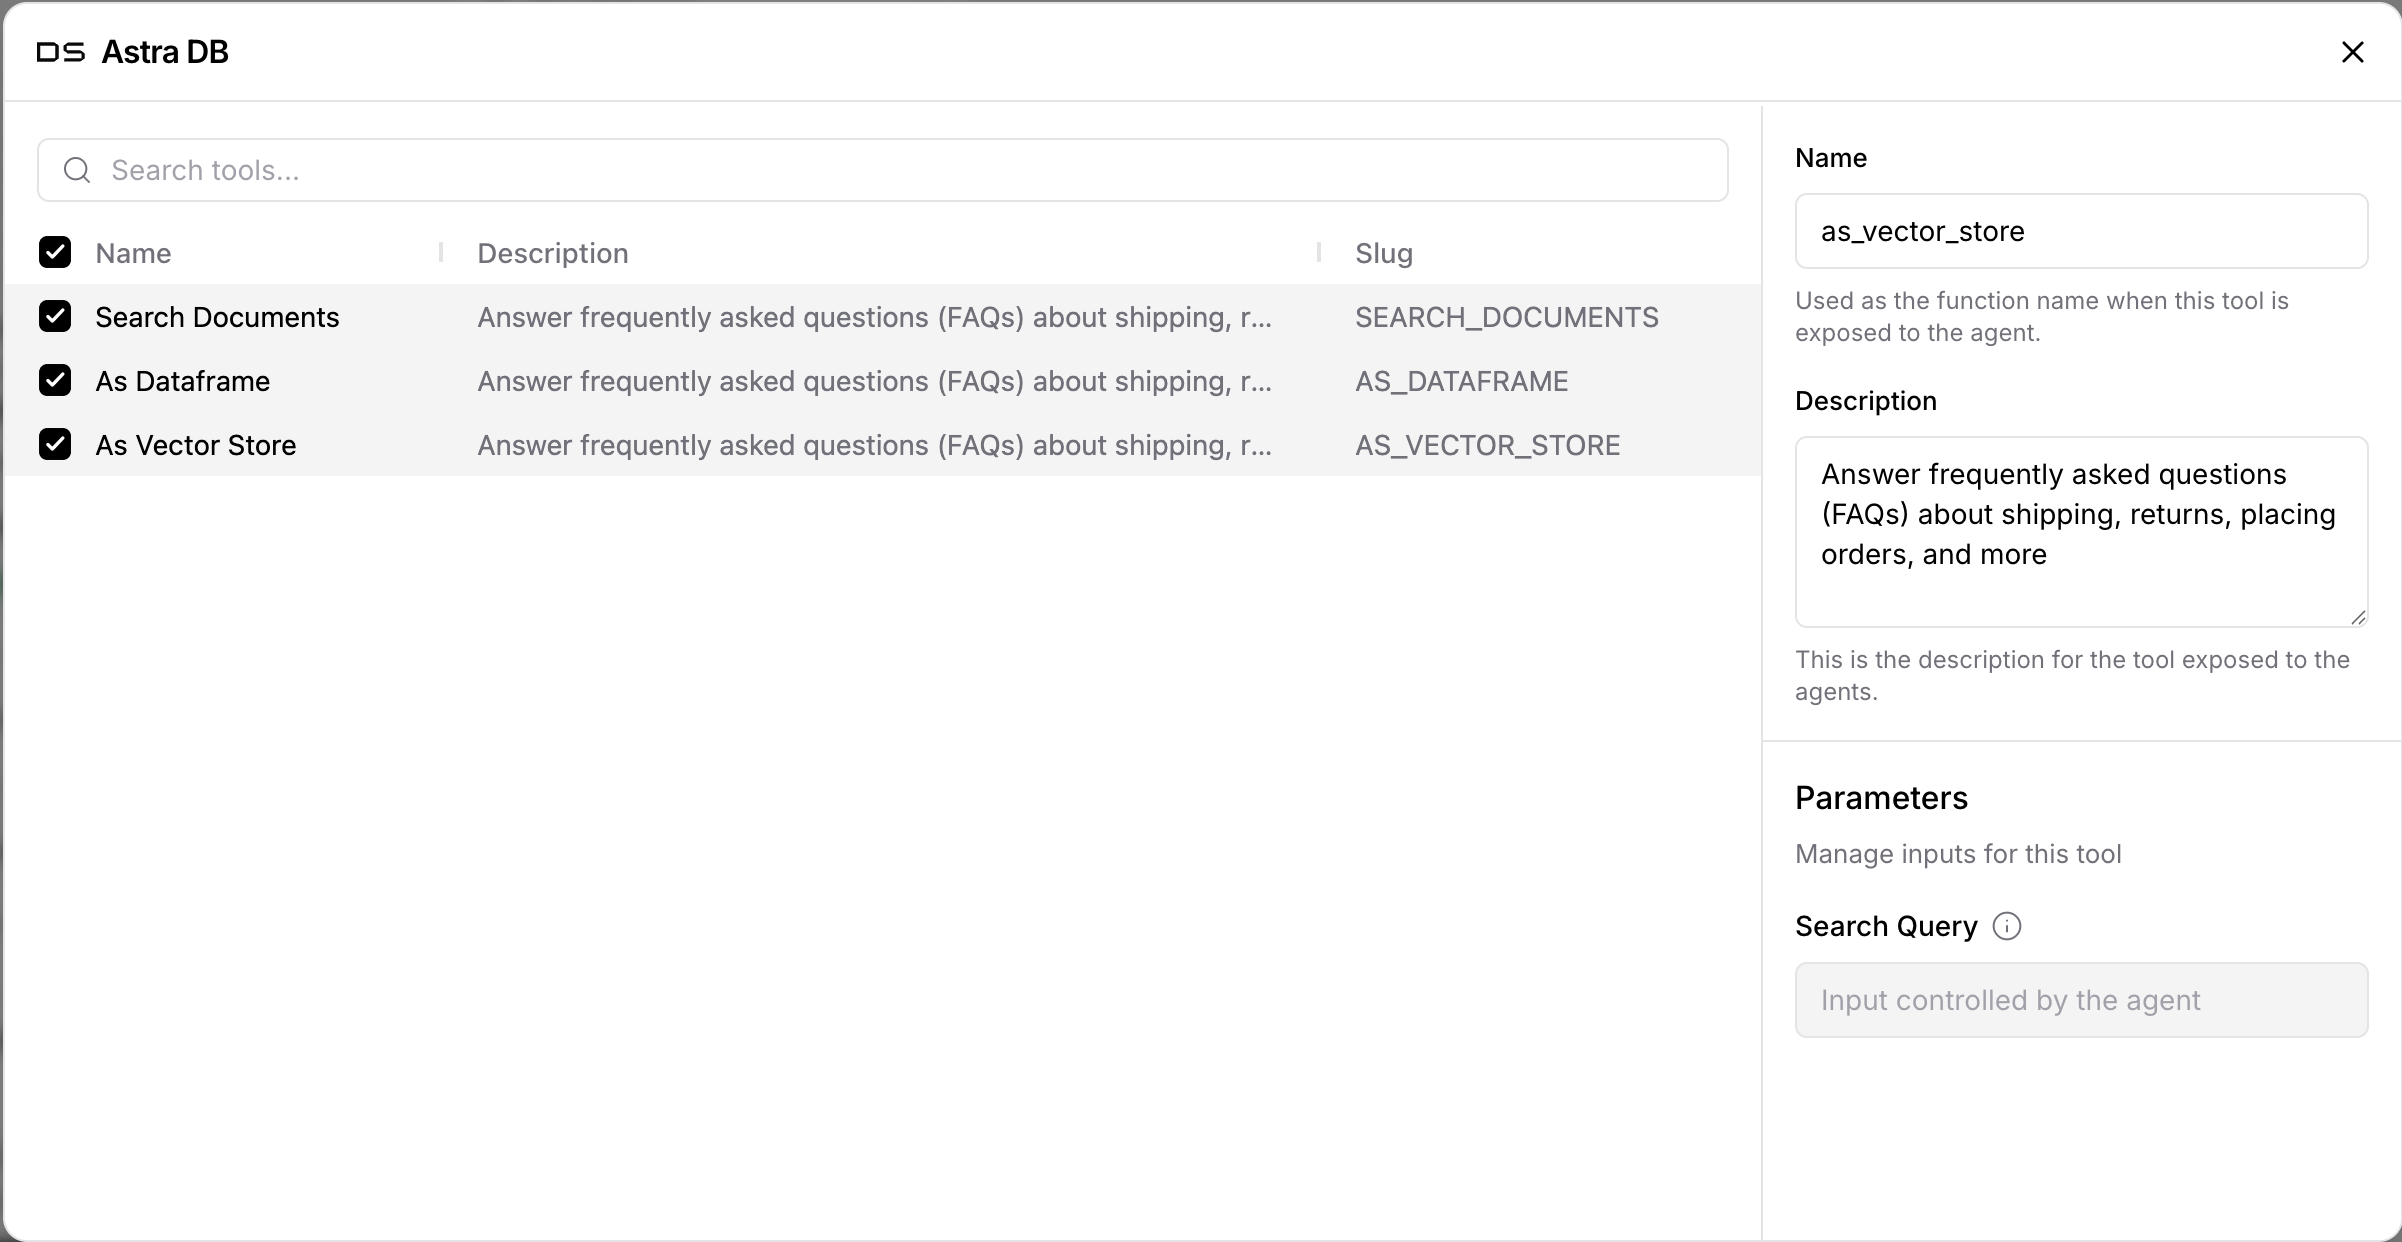 DS Astra DB
Search tools...
Name Description Slug
Search Documents Answer frequently asked questions (FAQs) about shipping, r... SEARCH_DOCUMENTS
As Dataframe Answer frequently asked questions (FAQs) about shipping, r... AS_DATAFRAME
As Vector Store Answer frequently asked questions (FAQs) about shipping, r... AS_VECTOR_STORE
Name
as_vector_store
Used as the function name when this tool is
exposed to the agent.
Description
Answer frequently asked questions
(FAQs) about shipping, returns, placing
orders, and more
This is the description for the tool exposed to the
agents.
Parameters
Manage inputs for this tool
Search Query
Input controlled by the agent